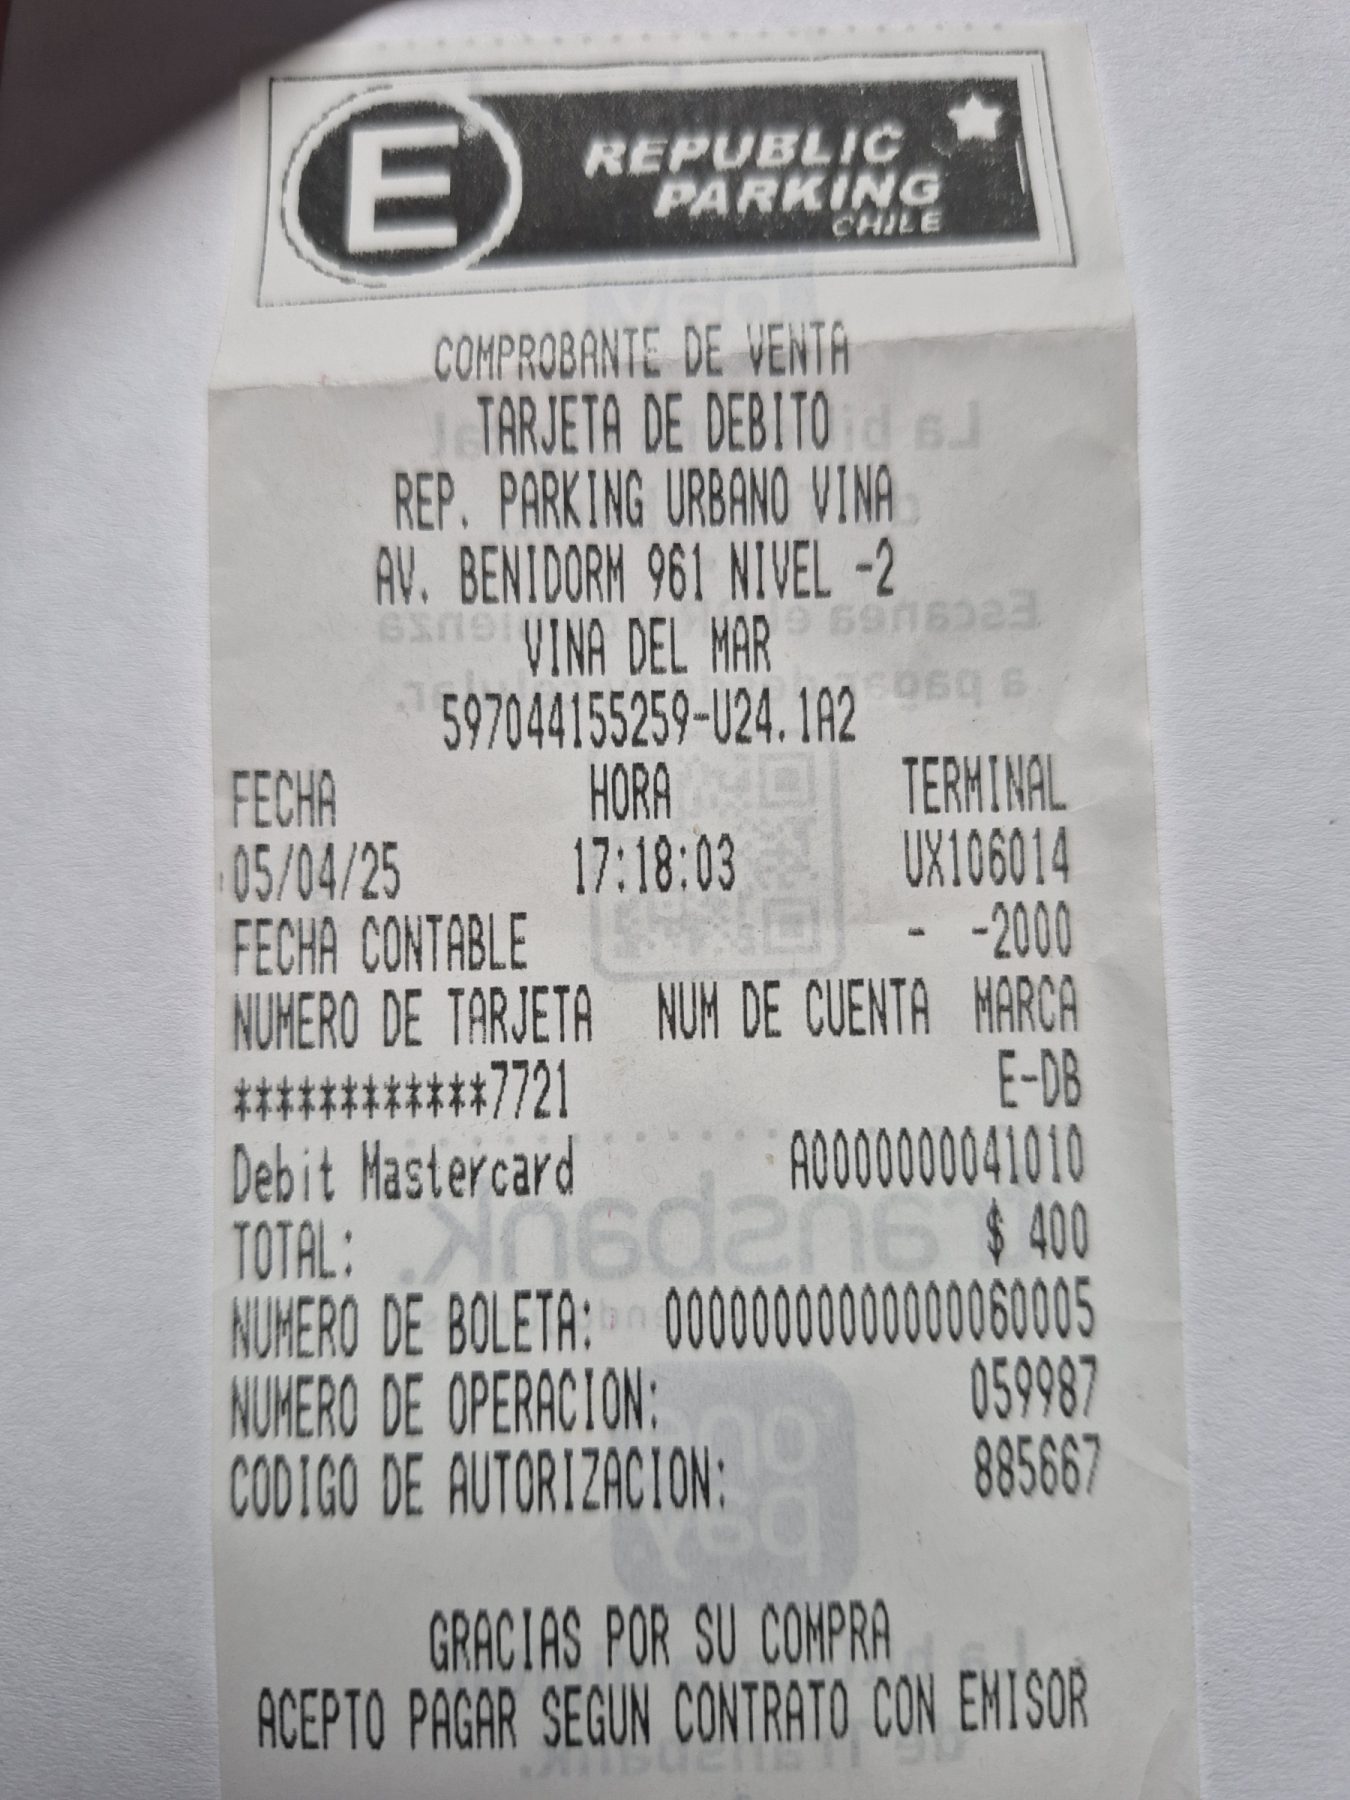 E REPUBLIC
PARKING
CHILE
COMPROBANTE DE VENTA
TARJETA DE DEBITO
REP. PARKING URBANO VINA
AV. BENIDORM 961 NIVEL -2
VINA DEL MAR
597044155259-U24.1A2
FECHA HORA TERMINAL
05/04/25 17:18:03 UX106014
FECHA CONTABLE - -2000
NUMERO DE TARJETA NUM DE CUENTA MARCA
************7721 E-DB
Debit Mastercard A0000000041010
TOTAL: $ 400
NUMERO DE BOLETA: 00000000000000060005
NUMERO DE OPERACION: 059987
CODIGO DE AUTORIZACION: 885667
GRACIAS POR SU COMPRA
ACEPTO PAGAR SEGUN CONTRATO CON EMISOR